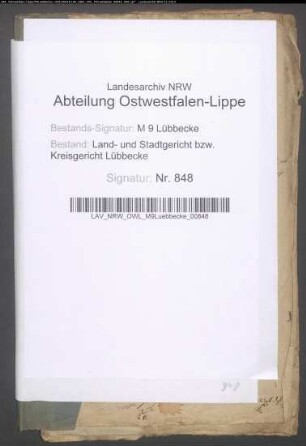 Landesarchiv NRW
Abteilung Ostwestfalen-Lippe
Bestands-Signatur: M 9 Lübbecke
Bestand: Land- und Stadtgericht bzw.
Kreisgericht Lübbecke
Signatur: Nr. 848
LAV_NRW_OWL_M9Luebbecke_00848
848